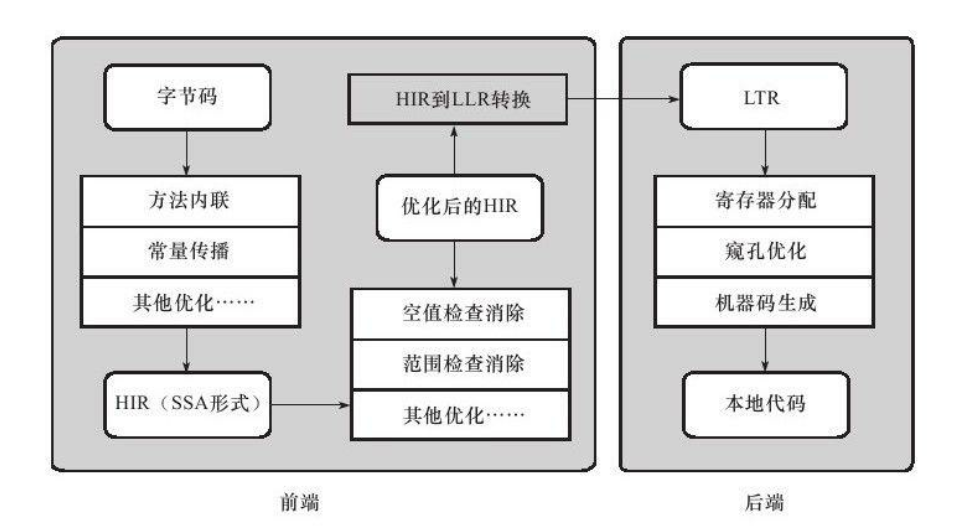 字节码
方法内联
常量传播
其他优化……
HIR（SSA形式）
HIR到LLR转换
优化后的HIR
空值检查消除
范围检查消除
其他优化……
前端
LTR
寄存器分配
窥孔优化
机器码生成
本地代码
后端